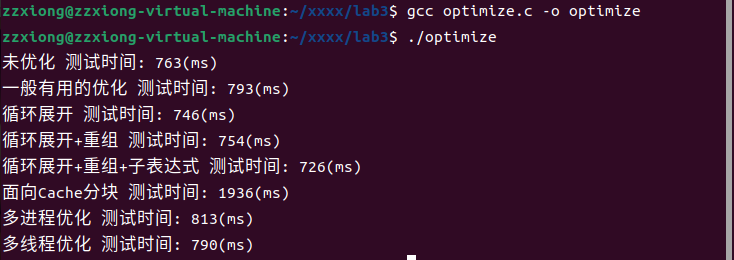 zzxiong@zzxiong-virtual-machine:~/xxxx/lab3$ gcc optimize.c -o optimize
zzxiong@zzxiong-virtual-machine:~/xxxx/lab3$ ./optimize
未优化 测试时间: 763(ms)
一般有用的优化 测试时间: 793(ms)
循环展开 测试时间: 746(ms)
循环展开+重组 测试时间: 754(ms)
循环展开+重组+子表达式 测试时间: 726(ms)
面向Cache分块 测试时间: 1936(ms)
多进程优化 测试时间: 813(ms)
多线程优化 测试时间: 790(ms)